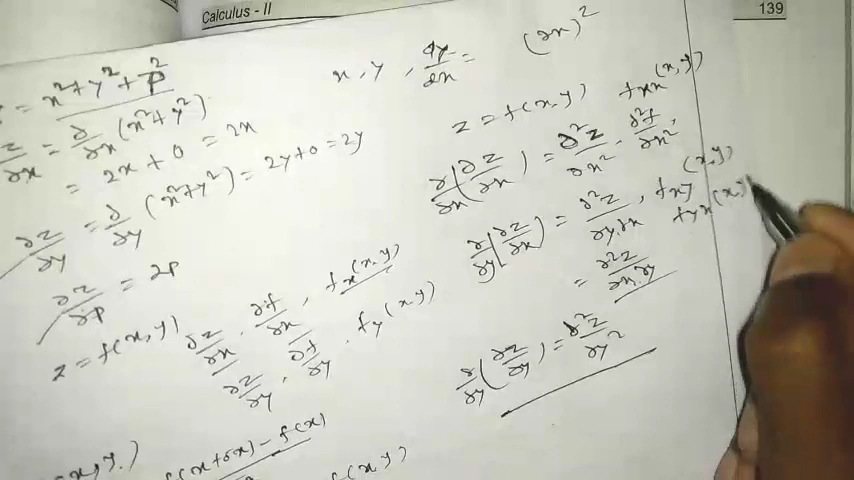 Calculus - II
139
= x² + y² + p²
∂z/∂x = ∂/∂x (x² + y²)
= 2x + 0 = 2x
∂z/∂y = ∂/∂y (x² + y²) = 2y + 0 = 2y
∂z/∂p = 2p
z = f(x, y) ∂z/∂x , ∂f/∂x , fx(x, y)
∂z/∂y , ∂f/∂y , fy(x, y)
f(x+δx) - f(x)
(x, y)
x, y , dy/dx = (∂x)²
z = f(x, y)
∂/∂x (∂z/∂x) = ∂²z/∂x² , ∂²f/∂x² , fxx(x, y)
∂/∂y (∂z/∂x) = ∂²z/∂y.∂x , fxy(x, y)
fyx(x, y
= ∂²z/∂x.∂y
∂/∂y (∂z/∂y) = ∂²z/∂y²